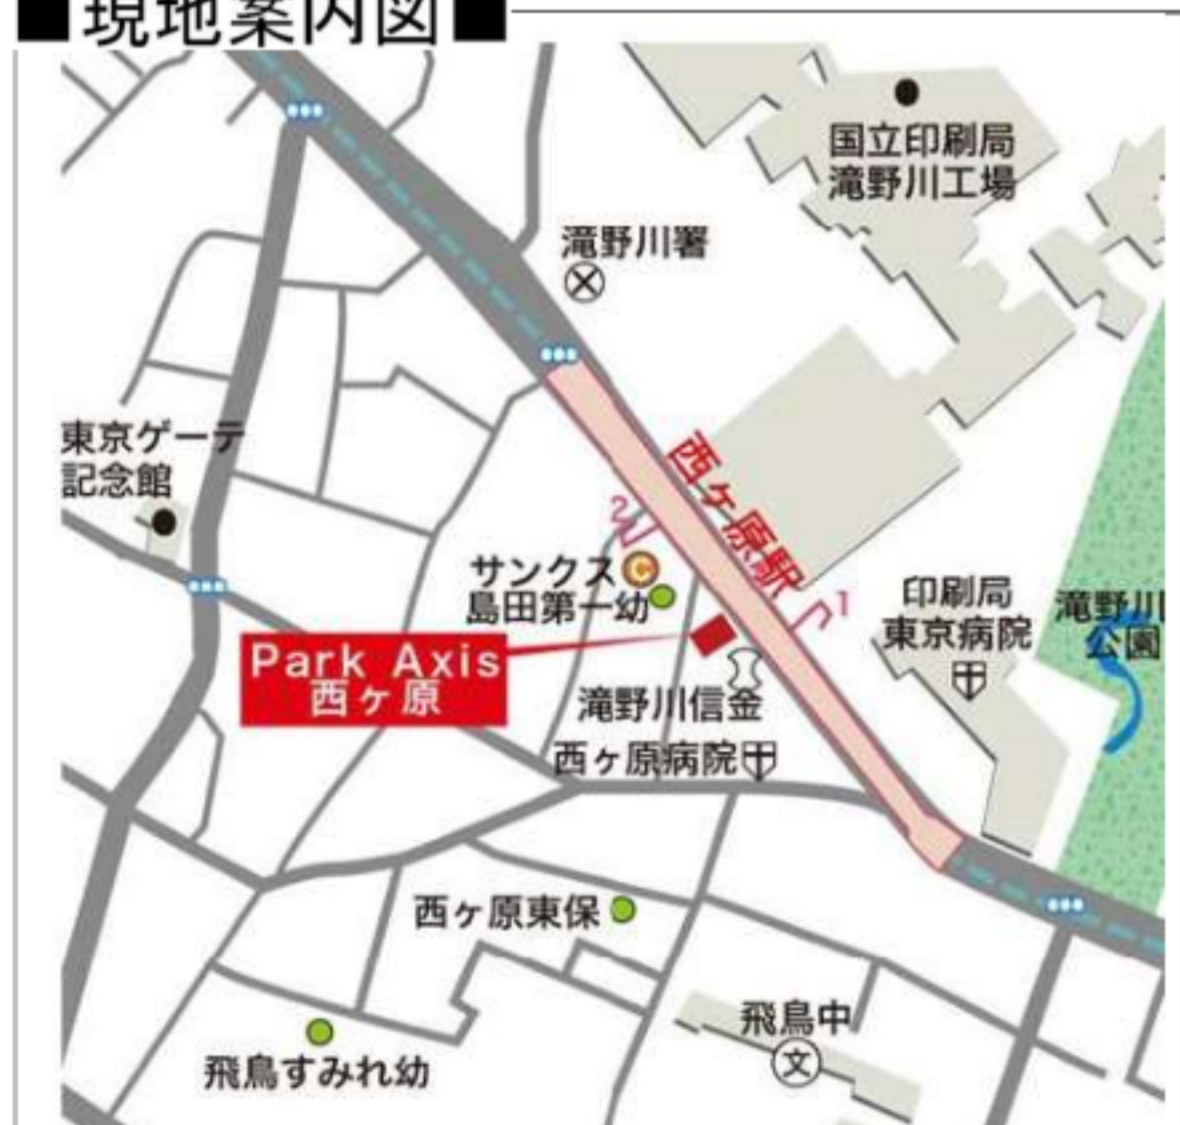 ■現地案内図■
国立印刷局
滝野川工場
滝野川署
東京ゲーテ
記念館
西ヶ原駅
2
サンクス
C
島田第一幼
1
印刷局
東京病院
滝野川
公園
Park Axis
西ヶ原
滝野川信金
西ヶ原病院
西ヶ原東保
飛鳥中
文
飛鳥すみれ幼